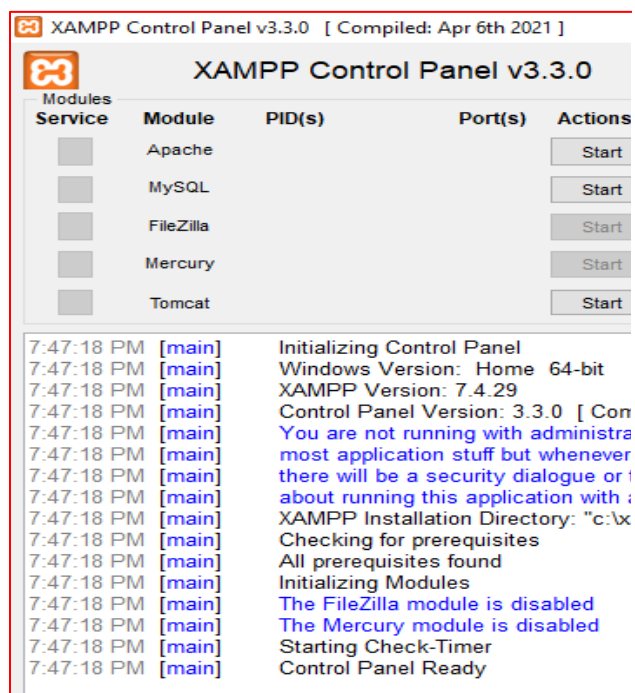 XAMPP Control Panel v3.3.0 [ Compiled: Apr 6th 2021 ]
XAMPP Control Panel v3.3.0
Modules
Service Module PID(s) Port(s) Actions
Apache Start
MySQL Start
FileZilla Start
Mercury Start
Tomcat Start
7:47:18 PM [main] Initializing Control Panel
7:47:18 PM [main] Windows Version: Home 64-bit
7:47:18 PM [main] XAMPP Version: 7.4.29
7:47:18 PM [main] Control Panel Version: 3.3.0 [ Com
7:47:18 PM [main] You are not running with administra
7:47:18 PM [main] most application stuff but whenever
7:47:18 PM [main] there will be a security dialogue or
7:47:18 PM [main] about running this application with a
7:47:18 PM [main] XAMPP Installation Directory: "c:\x
7:47:18 PM [main] Checking for prerequisites
7:47:18 PM [main] All prerequisites found
7:47:18 PM [main] Initializing Modules
7:47:18 PM [main] The FileZilla module is disabled
7:47:18 PM [main] The Mercury module is disabled
7:47:18 PM [main] Starting Check-Timer
7:47:18 PM [main] Control Panel Ready